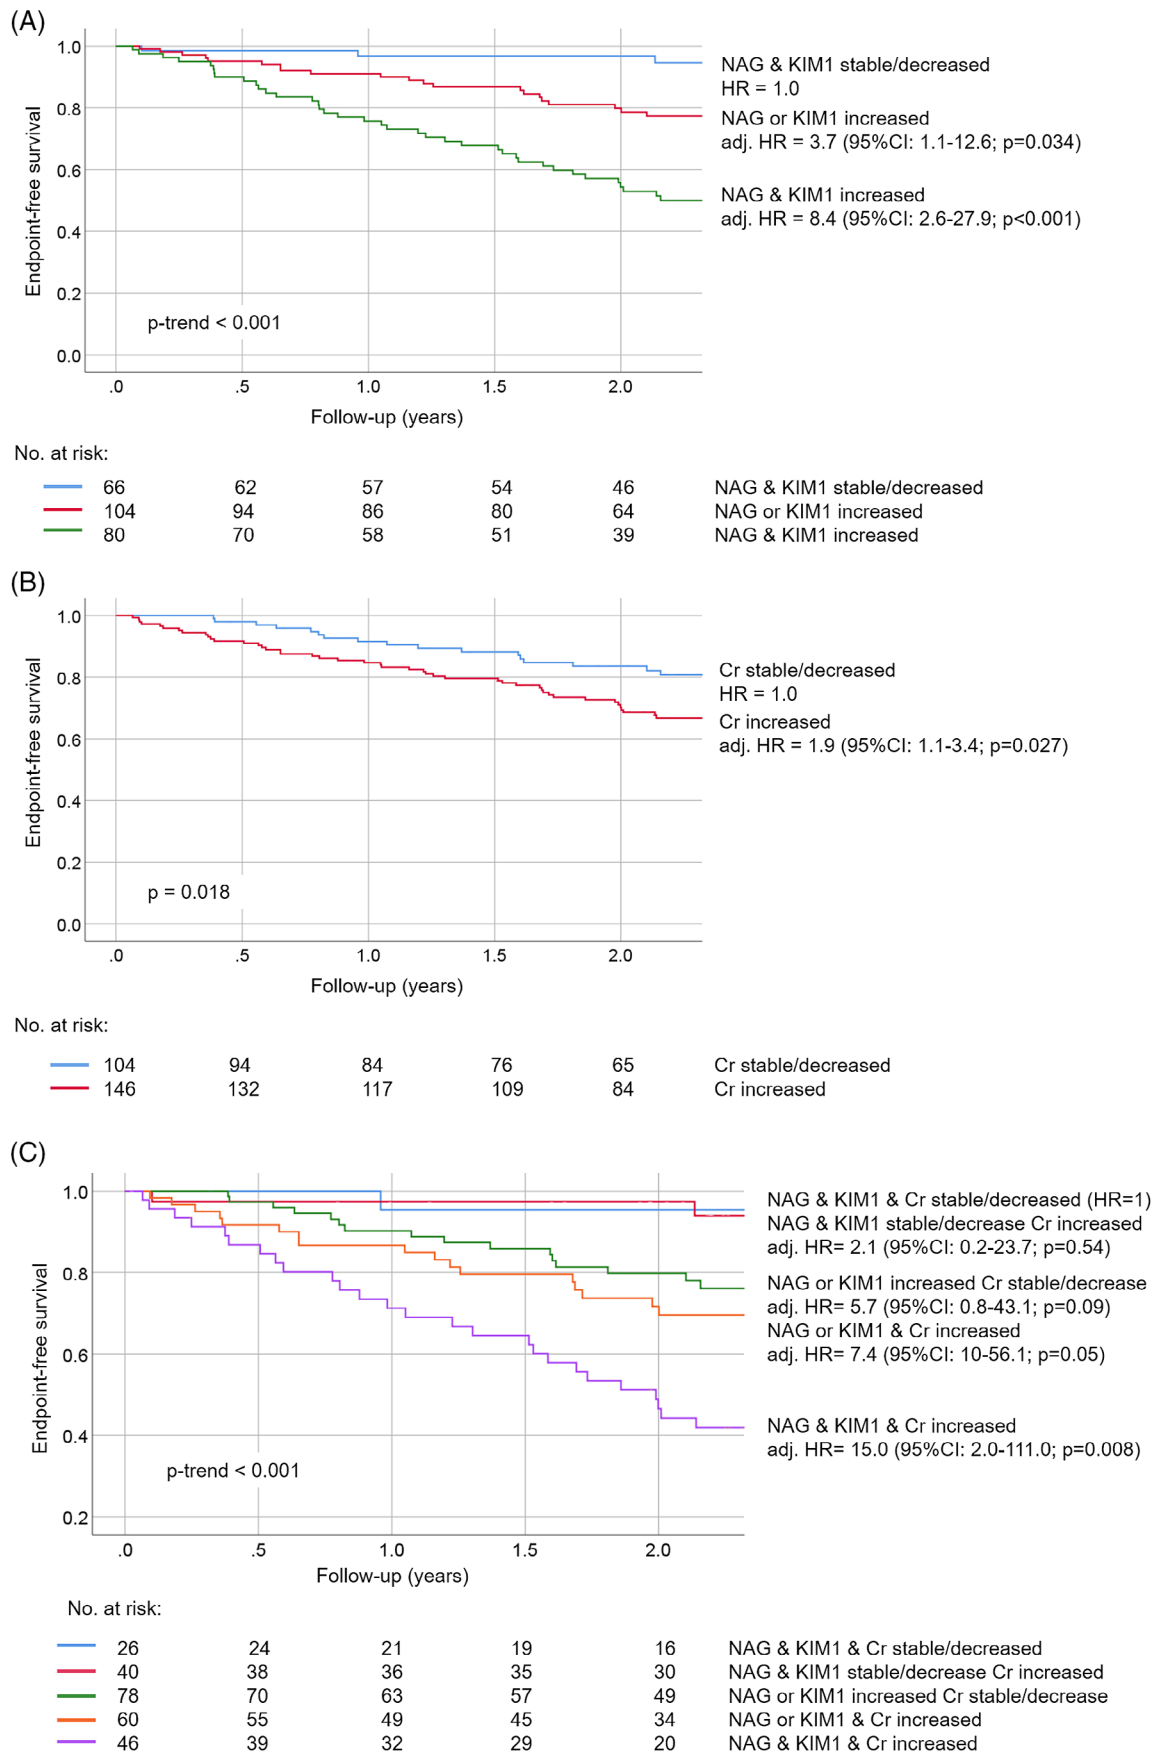 (A)
1.0
0.8
0.6
0.4
0.2
0.0
Endpoint-free survival
p-trend < 0.001
.0 .5 1.0 1.5 2.0
Follow-up (years)
NAG & KIM1 stable/decreased
HR = 1.0
NAG or KIM1 increased
adj. HR = 3.7 (95%CI: 1.1-12.6; p=0.034)
NAG & KIM1 increased
adj. HR = 8.4 (95%CI: 2.6-27.9; p<0.001)
No. at risk:
66 62 57 54 46 NAG & KIM1 stable/decreased
104 94 86 80 64 NAG or KIM1 increased
80 70 58 51 39 NAG & KIM1 increased
(B)
1.0
0.8
0.6
0.4
0.2
0.0
Endpoint-free survival
p = 0.018
.0 .5 1.0 1.5 2.0
Follow-up (years)
Cr stable/decreased
HR = 1.0
Cr increased
adj. HR = 1.9 (95%CI: 1.1-3.4; p=0.027)
No. at risk:
104 94 84 76 65 Cr stable/decreased
146 132 117 109 84 Cr increased
(C)
1.0
0.8
0.6
0.4
0.2
Endpoint-free survival
p-trend < 0.001
.0 .5 1.0 1.5 2.0
Follow-up (years)
NAG & KIM1 & Cr stable/decreased (HR=1)
NAG & KIM1 stable/decrease Cr increased
adj. HR= 2.1 (95%CI: 0.2-23.7; p=0.54)
NAG or KIM1 increased Cr stable/decrease
adj. HR= 5.7 (95%CI: 0.8-43.1; p=0.09)
NAG or KIM1 & Cr increased
adj. HR= 7.4 (95%CI: 10-56.1; p=0.05)
NAG & KIM1 & Cr increased
adj. HR= 15.0 (95%CI: 2.0-111.0; p=0.008)
No. at risk:
26 24 21 19 16 NAG & KIM1 & Cr stable/decreased
40 38 36 35 30 NAG & KIM1 stable/decrease Cr increased
78 70 63 57 49 NAG or KIM1 increased Cr stable/decrease
60 55 49 45 34 NAG or KIM1 & Cr increased
46 39 32 29 20 NAG & KIM1 & Cr increased